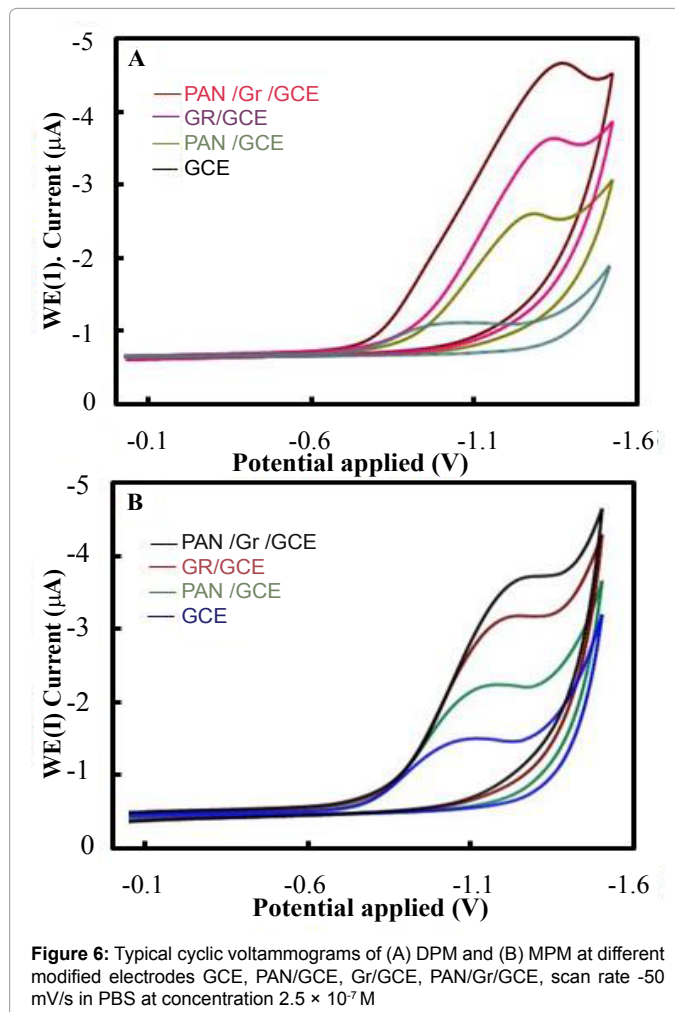 -5
A
PAN /Gr /GCE
-4
GR/GCE
PAN /GCE
GCE
-3
-2
-1
0
WE(1). Current (µA)
-0.1 -0.6 -1.1 -1.6
Potential applied (V)
-5
B
PAN /Gr /GCE
-4
GR/GCE
PAN /GCE
GCE
-3
-2
-1
0
WE(I) Current (µA)
-0.1 -0.6 -1.1 -1.6
Potential applied (V)
Figure 6: Typical cyclic voltammograms of (A) DPM and (B) MPM at different
modified electrodes GCE, PAN/GCE, Gr/GCE, PAN/Gr/GCE, scan rate -50
mV/s in PBS at concentration 2.5 × 10⁻⁷ M